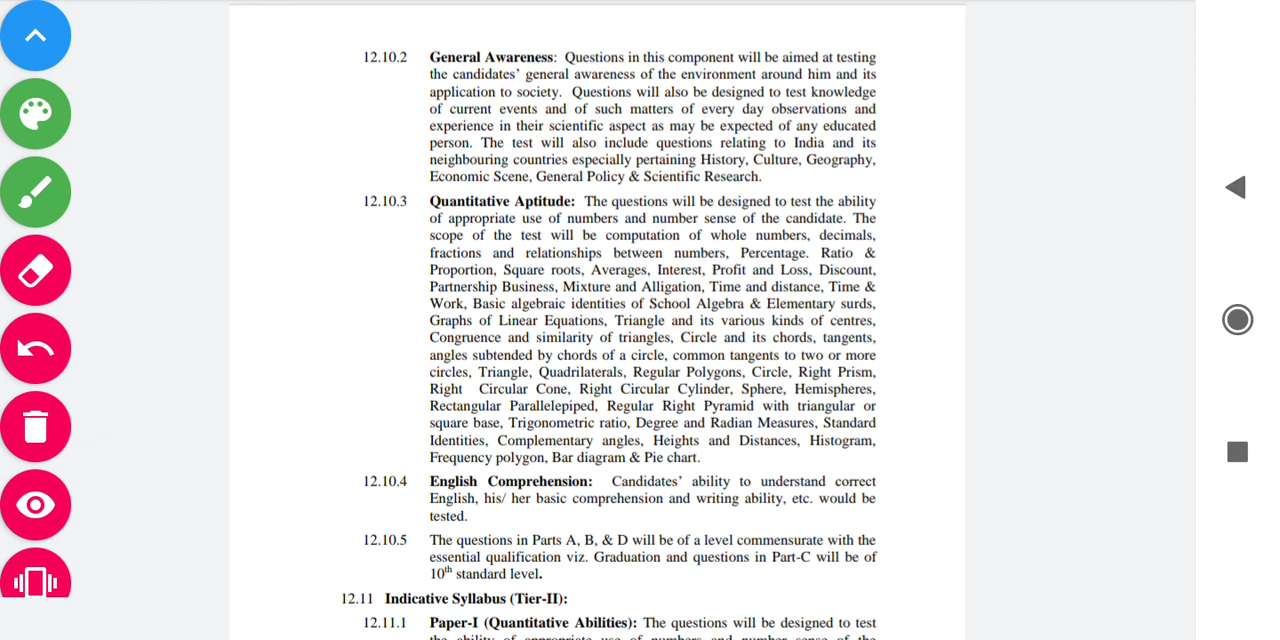 12.10.2 General Awareness: Questions in this component will be aimed at testing
the candidates' general awareness of the environment around him and its
application to society. Questions will also be designed to test knowledge
of current events and of such matters of every day observations and
experience in their scientific aspect as may be expected of any educated
person. The test will also include questions relating to India and its
neighbouring countries especially pertaining History, Culture, Geography,
Economic Scene, General Policy & Scientific Research.
12.10.3 Quantitative Aptitude: The questions will be designed to test the ability
of appropriate use of numbers and number sense of the candidate. The
scope of the test will be computation of whole numbers, decimals,
fractions and relationships between numbers, Percentage. Ratio &
Proportion, Square roots, Averages, Interest, Profit and Loss, Discount,
Partnership Business, Mixture and Alligation, Time and distance, Time &
Work, Basic algebraic identities of School Algebra & Elementary surds,
Graphs of Linear Equations, Triangle and its various kinds of centres,
Congruence and similarity of triangles, Circle and its chords, tangents,
angles subtended by chords of a circle, common tangents to two or more
circles, Triangle, Quadrilaterals, Regular Polygons, Circle, Right Prism,
Right Circular Cone, Right Circular Cylinder, Sphere, Hemispheres,
Rectangular Parallelepiped, Regular Right Pyramid with triangular or
square base, Trigonometric ratio, Degree and Radian Measures, Standard
Identities, Complementary angles, Heights and Distances, Histogram,
Frequency polygon, Bar diagram & Pie chart.
12.10.4 English Comprehension: Candidates' ability to understand correct
English, his/ her basic comprehension and writing ability, etc. would be
tested.
12.10.5 The questions in Parts A, B, & D will be of a level commensurate with the
essential qualification viz. Graduation and questions in Part-C will be of
10th standard level.
12.11 Indicative Syllabus (Tier-II):
12.11.1 Paper-I (Quantitative Abilities): The questions will be designed to test
the ability of appropriate use of numbers and number sense of the